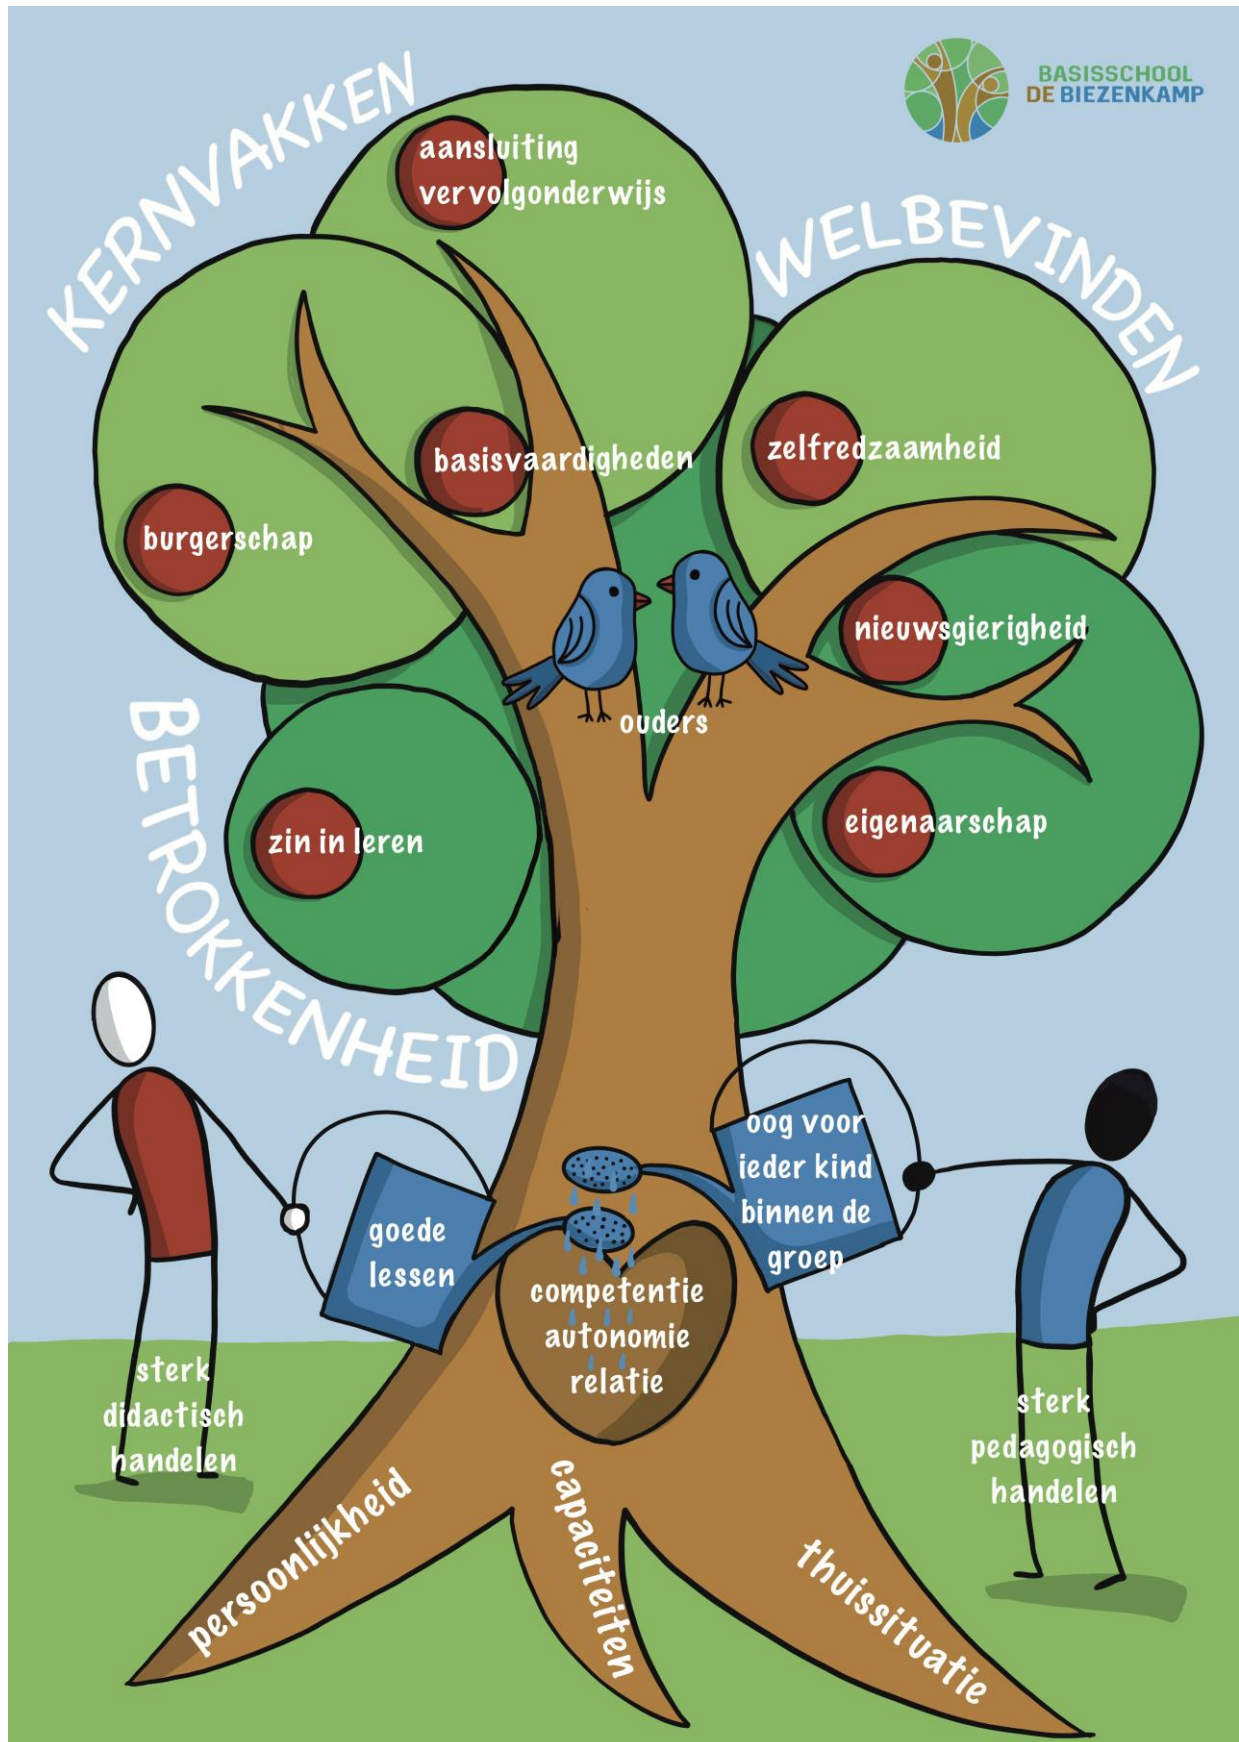 BASISSCHOOL
DE BIEZENKAMP
KERNVAKKEN
WELBEVINDEN
BETROKKENHEID
aansluiting
vervolgonderwijs
basisvaardigheden
burgerschap
zelfredzaamheid
nieuwsgierigheid
ouders
eigenaarschap
zin in leren
oog voor
ieder kind
binnen de
groep
goede
lessen
competentie
autonomie
relatie
sterk
didactisch
handelen
sterk
pedagogisch
handelen
persoonlijkheid
capaciteiten
thuissituatie